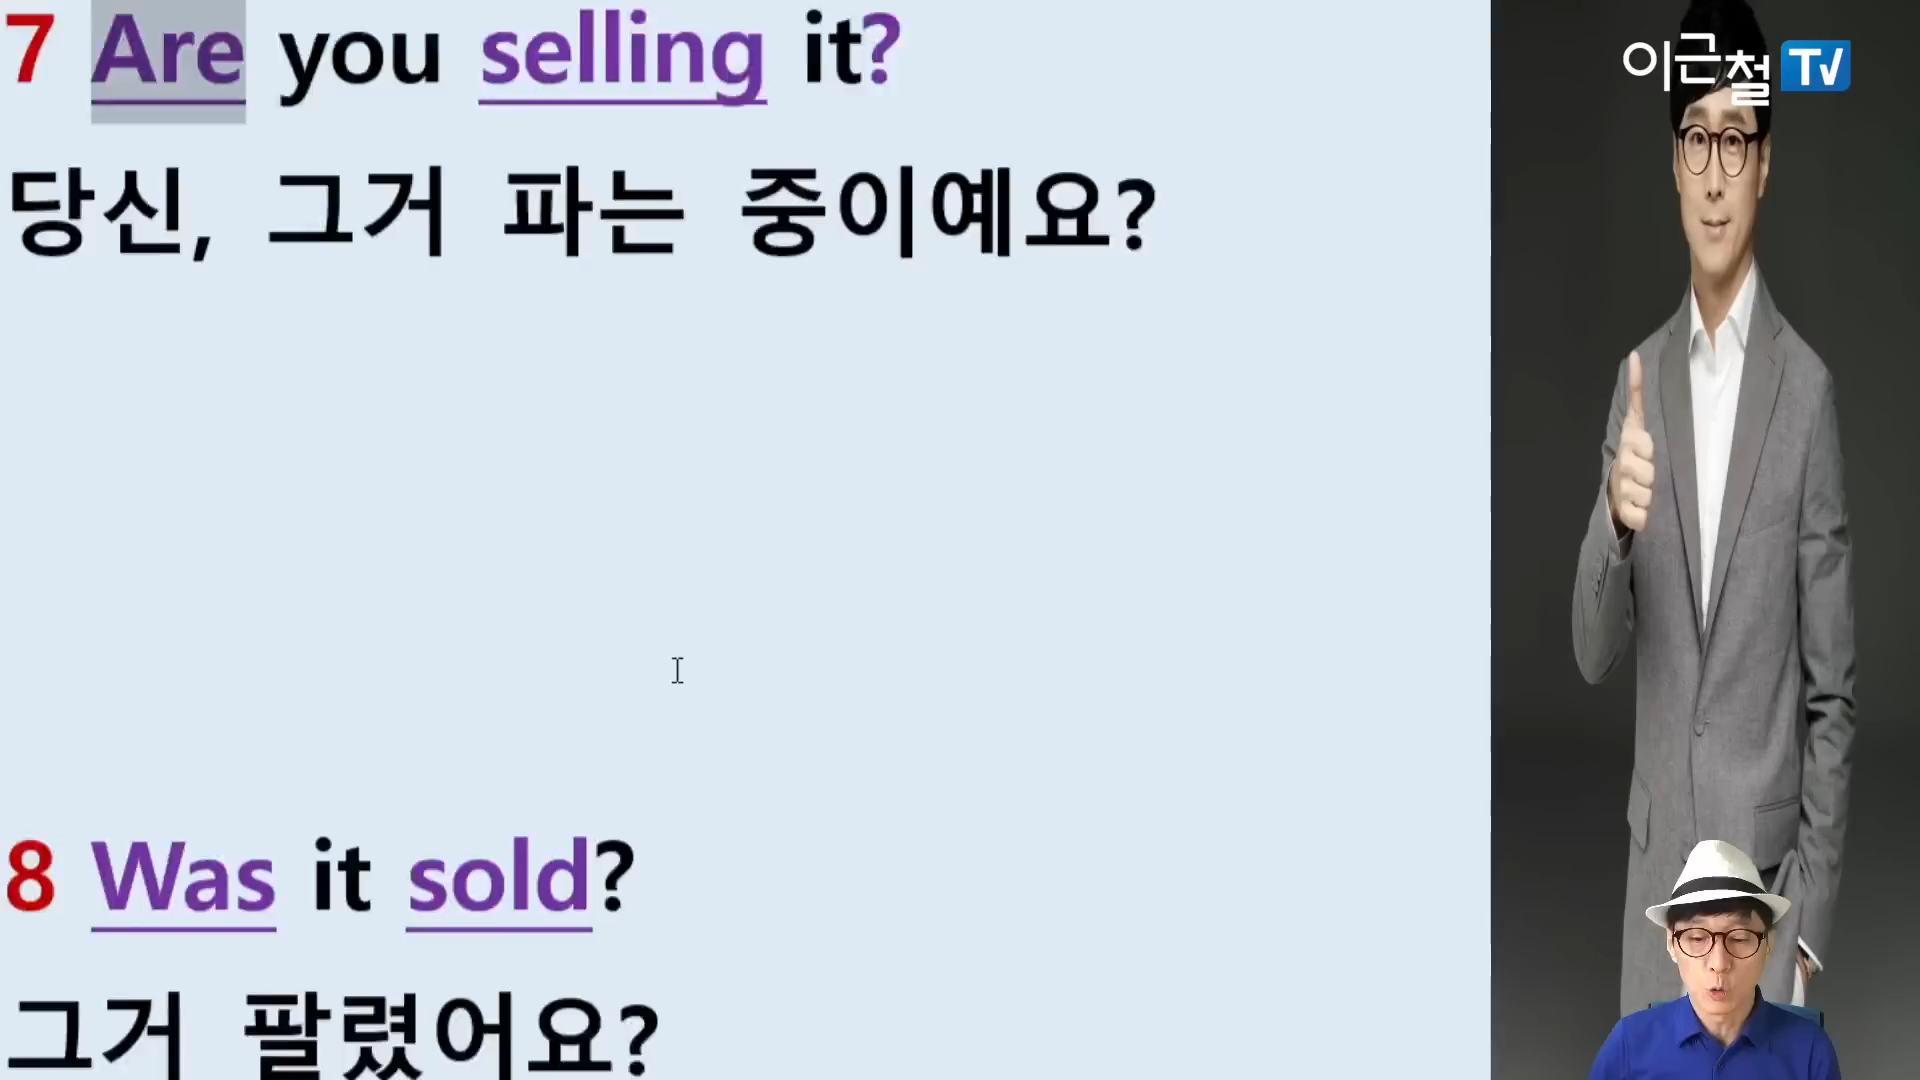 7 Are you selling it?
당신, 그거 파는 중이예요?
8 Was it sold?
그거 팔렸어요?
이근철 TV